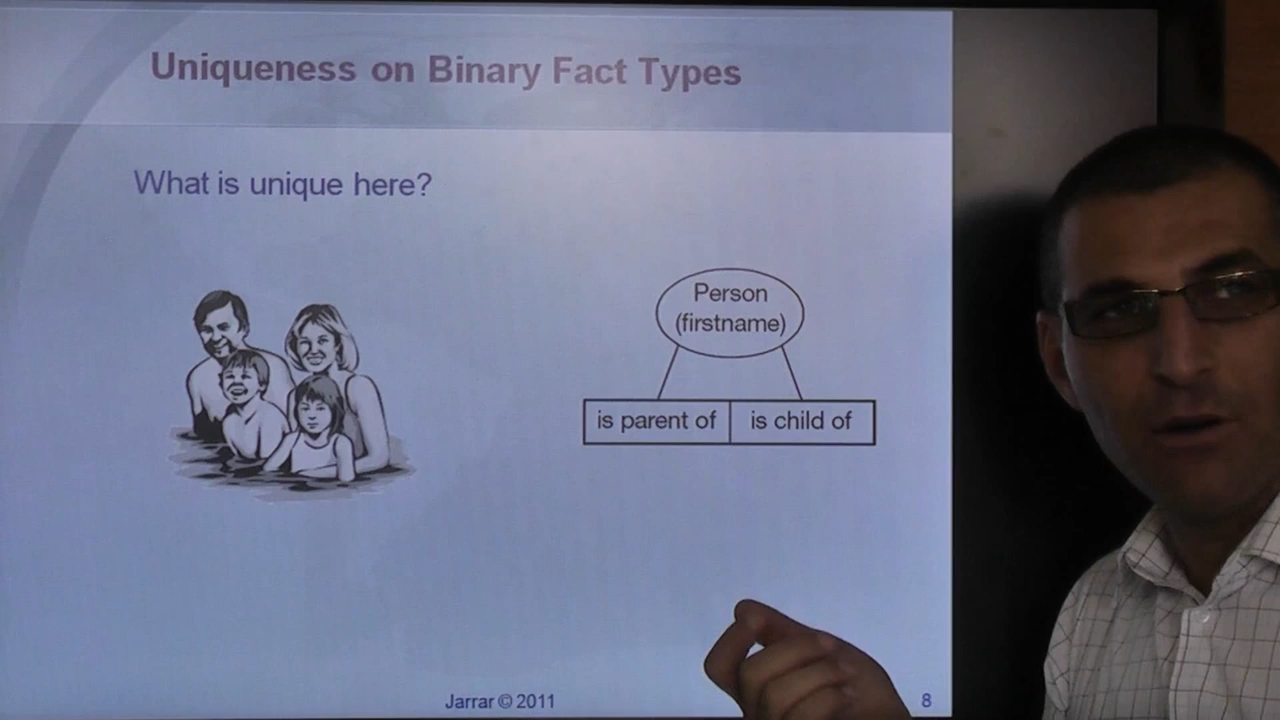 Uniqueness on Binary Fact Types
What is unique here?
Person
(firstname)
is parent of
is child of
Jarrar © 2011
8